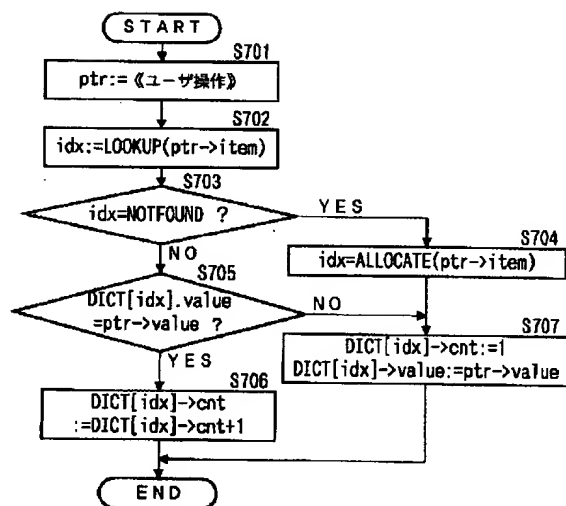 START
S701
ptr:=《ユーザ操作》
S702
idx:=LOOKUP(ptr->item)
S703
idx=NOTFOUND ?
YES
NO
S704
idx=ALLOCATE(ptr->item)
S705
DICT[idx].value
=ptr->value ?
NO
YES
S707
DICT[idx]->cnt:=1
DICT[idx]->value:=ptr->value
S706
DICT[idx]->cnt
:=DICT[idx]->cnt+1
END